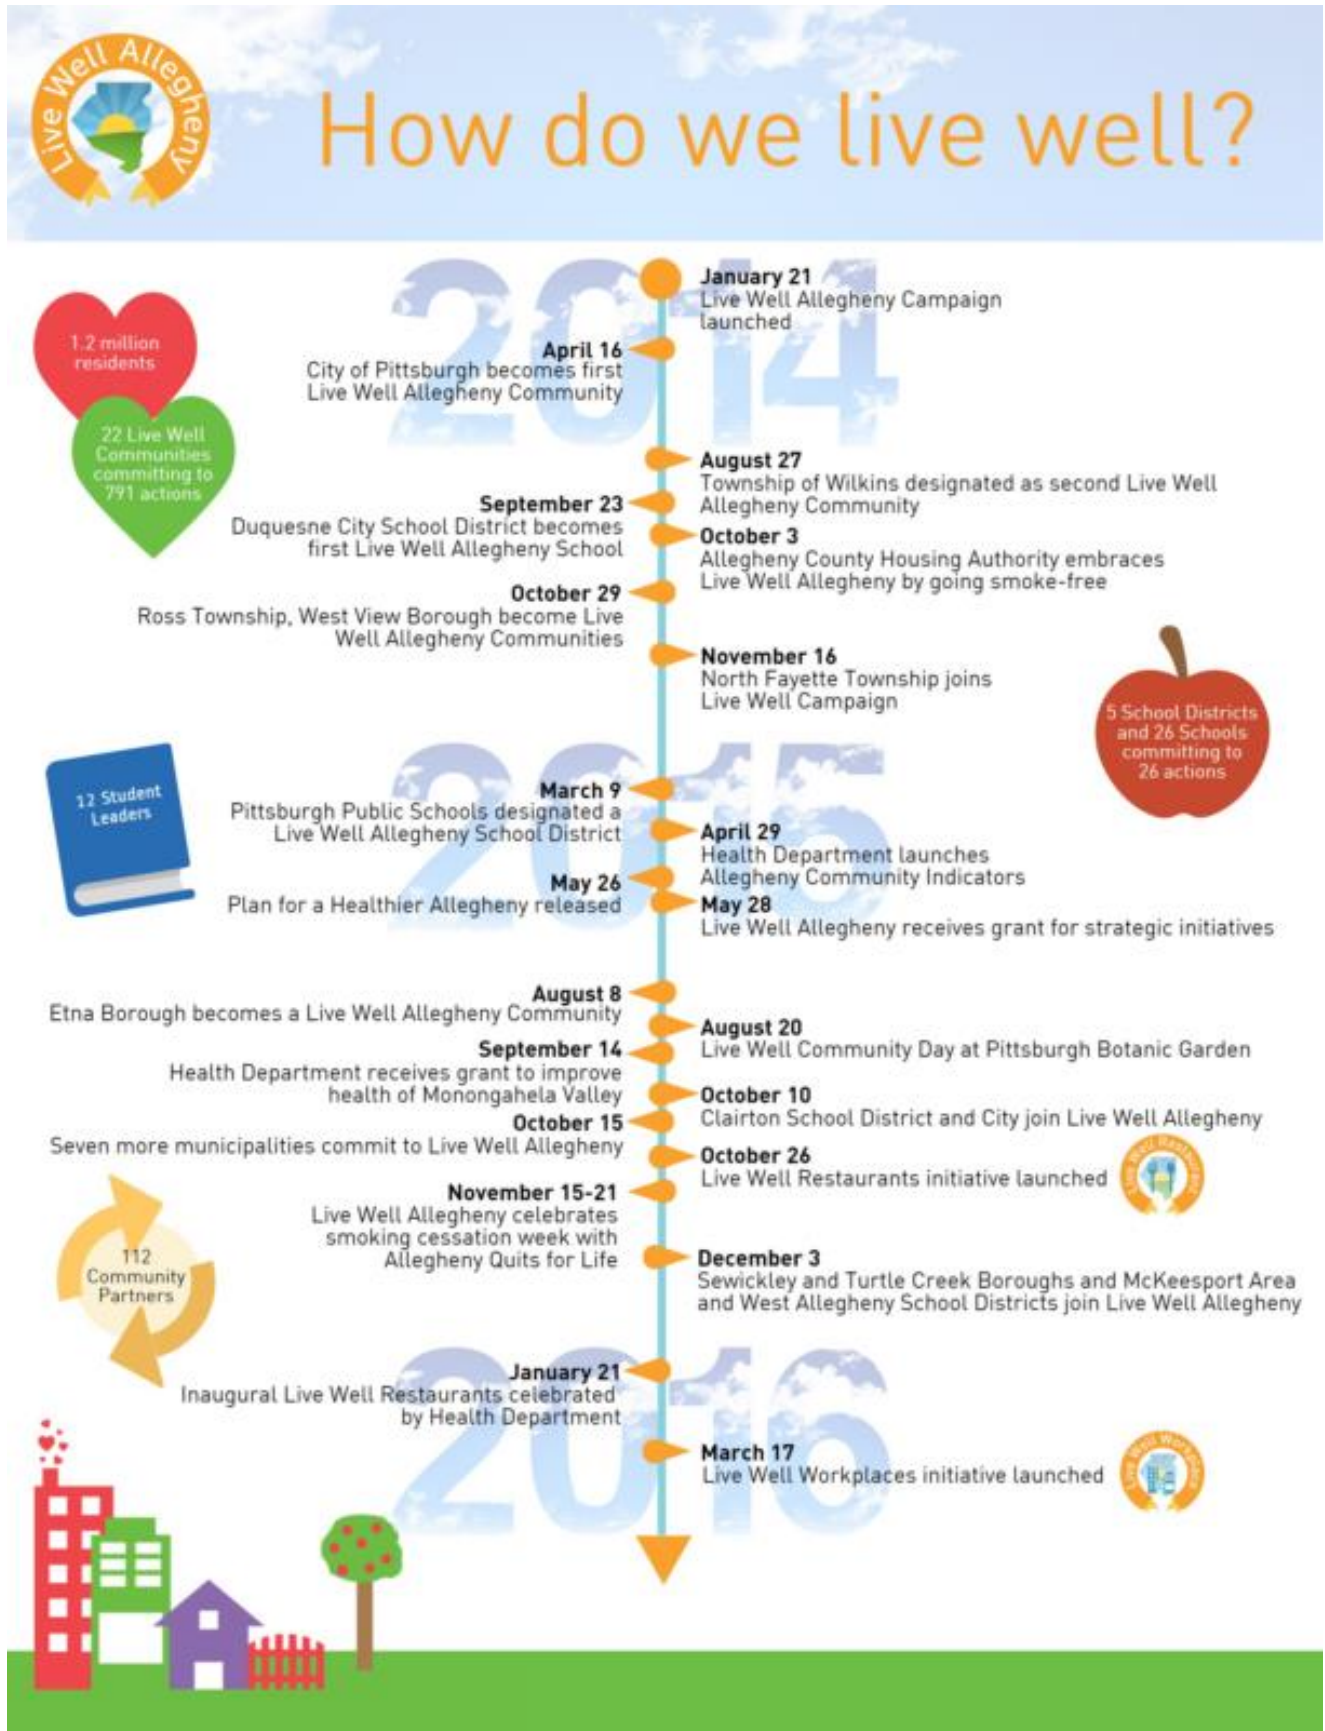 Live Well Allegheny
How do we live well?
2014
January 21
Live Well Allegheny Campaign
launched
1.2 million
residents
April 16
City of Pittsburgh becomes first
Live Well Allegheny Community
22 Live Well
Communities
committing to
791 actions
August 27
Township of Wilkins designated as second Live Well
Allegheny Community
September 23
Duquesne City School District becomes
first Live Well Allegheny School
October 3
Allegheny County Housing Authority embraces
Live Well Allegheny by going smoke-free
October 29
Ross Township, West View Borough become Live
Well Allegheny Communities
November 16
North Fayette Township joins
Live Well Campaign
5 School Districts
and 26 Schools
committing to
26 actions
2015
12 Student
Leaders
March 9
Pittsburgh Public Schools designated a
Live Well Allegheny School District
April 29
Health Department launches
Allegheny Community Indicators
May 26
Plan for a Healthier Allegheny released
May 28
Live Well Allegheny receives grant for strategic initiatives
August 8
Etna Borough becomes a Live Well Allegheny Community
August 20
Live Well Community Day at Pittsburgh Botanic Garden
September 14
Health Department receives grant to improve
health of Monongahela Valley
October 10
Clairton School District and City join Live Well Allegheny
October 15
Seven more municipalities commit to Live Well Allegheny
October 26
Live Well Restaurants initiative launched
Live Well Restaurant
November 15-21
Live Well Allegheny celebrates
smoking cessation week with
Allegheny Quits for Life
112
Community
Partners
December 3
Sewickley and Turtle Creek Boroughs and McKeesport Area
and West Allegheny School Districts join Live Well Allegheny
2016
January 21
Inaugural Live Well Restaurants celebrated
by Health Department
March 17
Live Well Workplaces initiative launched
Live Well Workplace